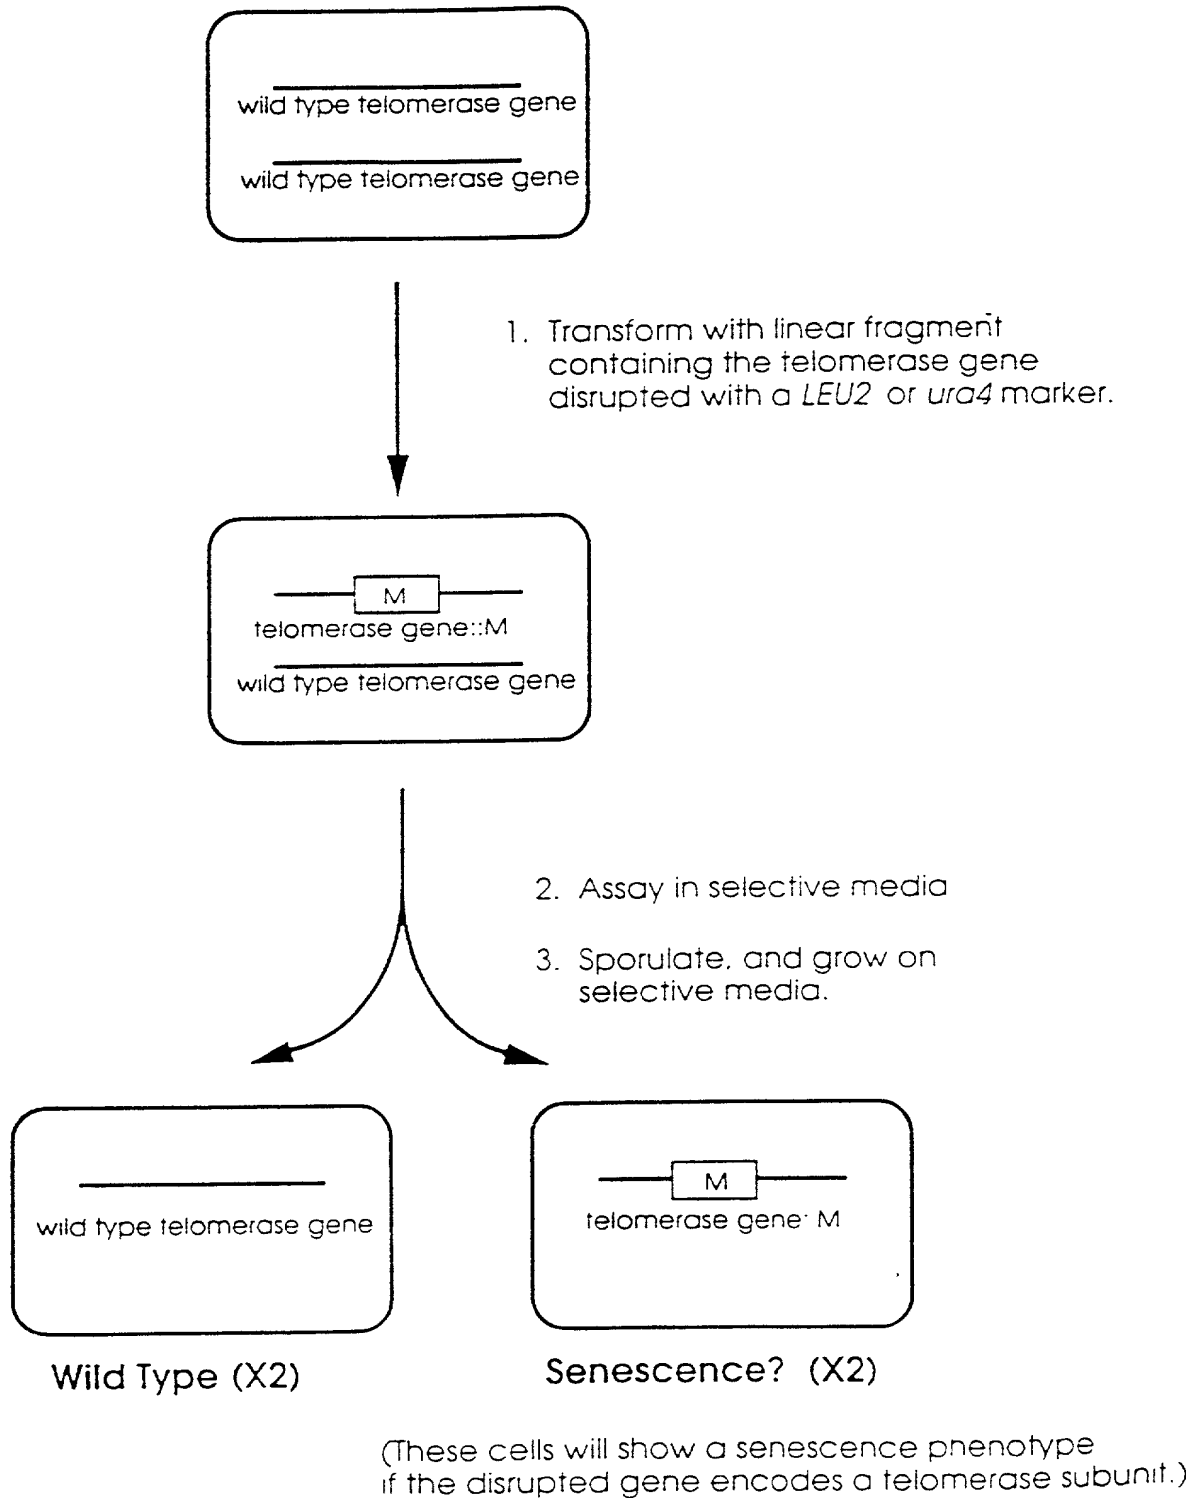 wild type telomerase gene
wild type telomerase gene
1. Transform with linear fragment
containing the telomerase gene
disrupted with a LEU2 or ura4 marker.
M
telomerase gene::M
wild type telomerase gene
2. Assay in selective media
3. Sporulate, and grow on
selective media.
wild type telomerase gene
M
telomerase gene: M
Wild Type (X2)
Senescence? (X2)
(These cells will show a senescence phenotype
if the disrupted gene encodes a telomerase subunit.)